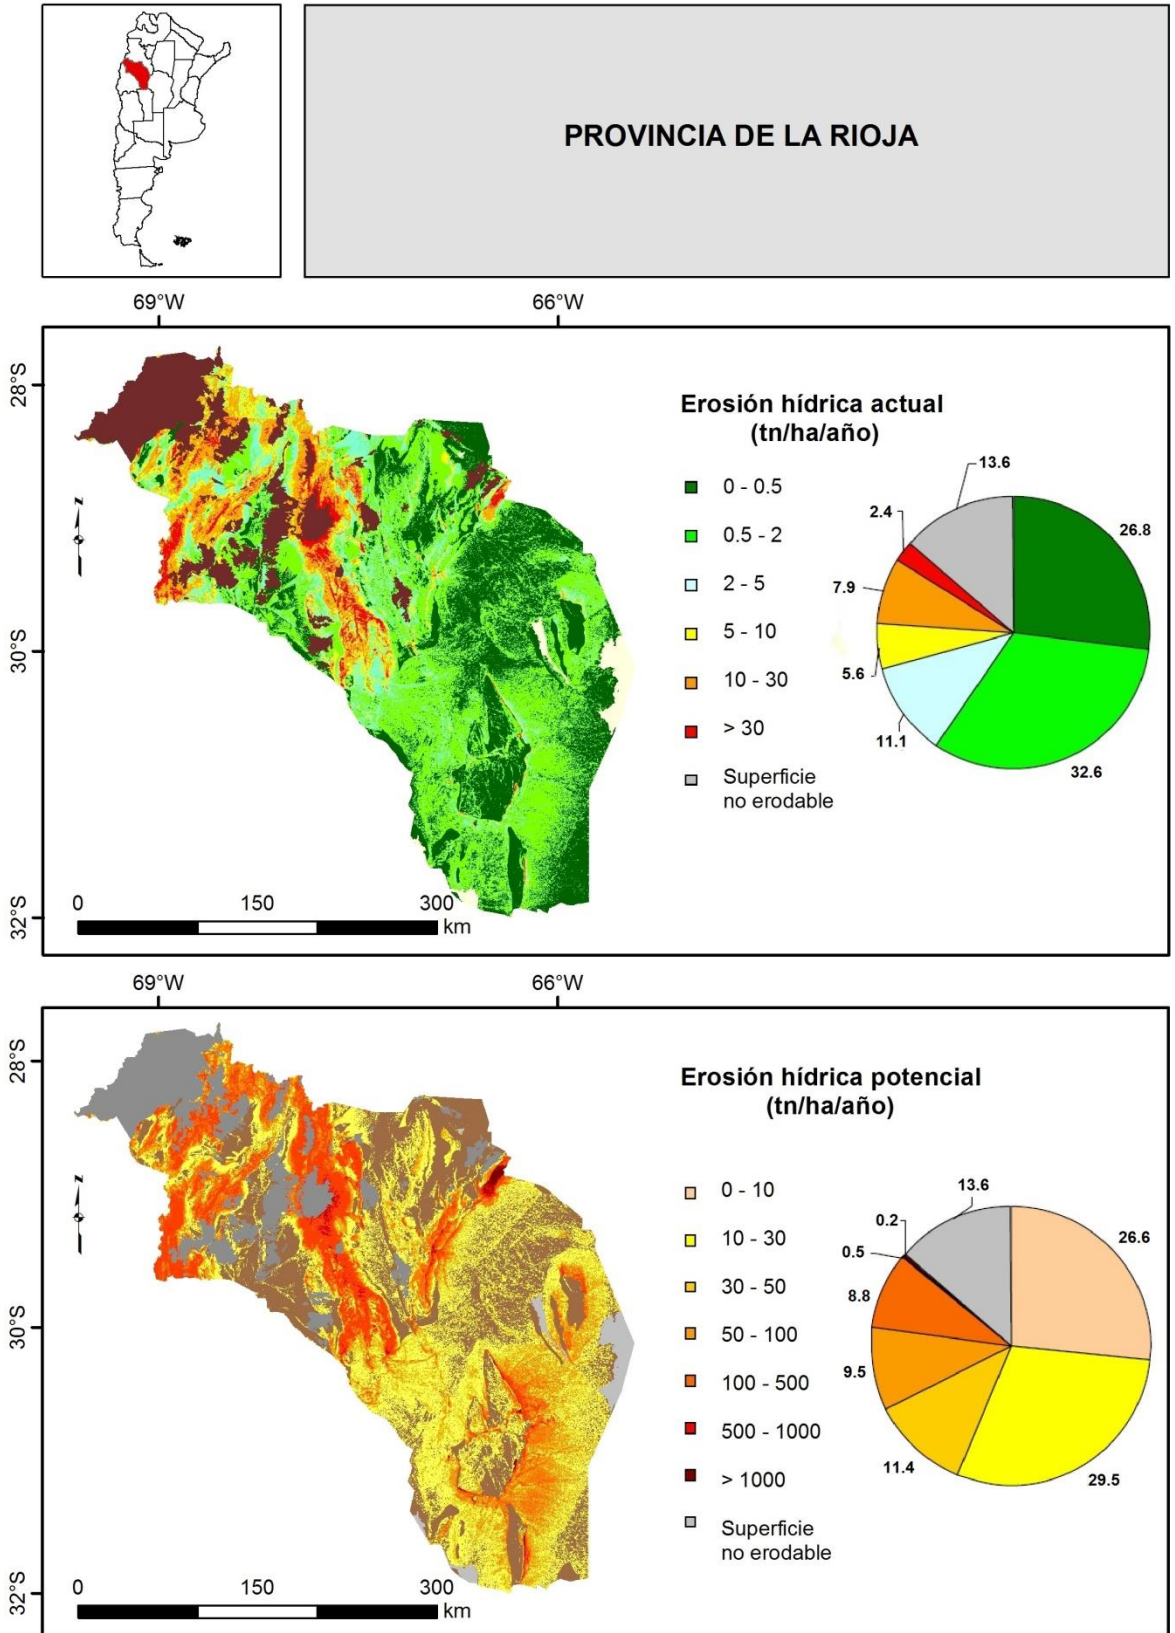 PROVINCIA DE LA RIOJA
69°W
66°W
28°S
30°S
32°S
N
Erosión hídrica actual
(tn/ha/año)
0 - 0.5
0.5 - 2
2 - 5
5 - 10
10 - 30
> 30
Superficie
no erodable
13.6
2.4
7.9
5.6
11.1
32.6
26.8
0
150
300
km
69°W
66°W
28°S
30°S
32°S
N
Erosión hídrica potencial
(tn/ha/año)
0 - 10
10 - 30
30 - 50
50 - 100
100 - 500
500 - 1000
> 1000
Superficie
no erodable
13.6
0.2
0.5
8.8
9.5
11.4
29.5
26.6
0
150
300
km